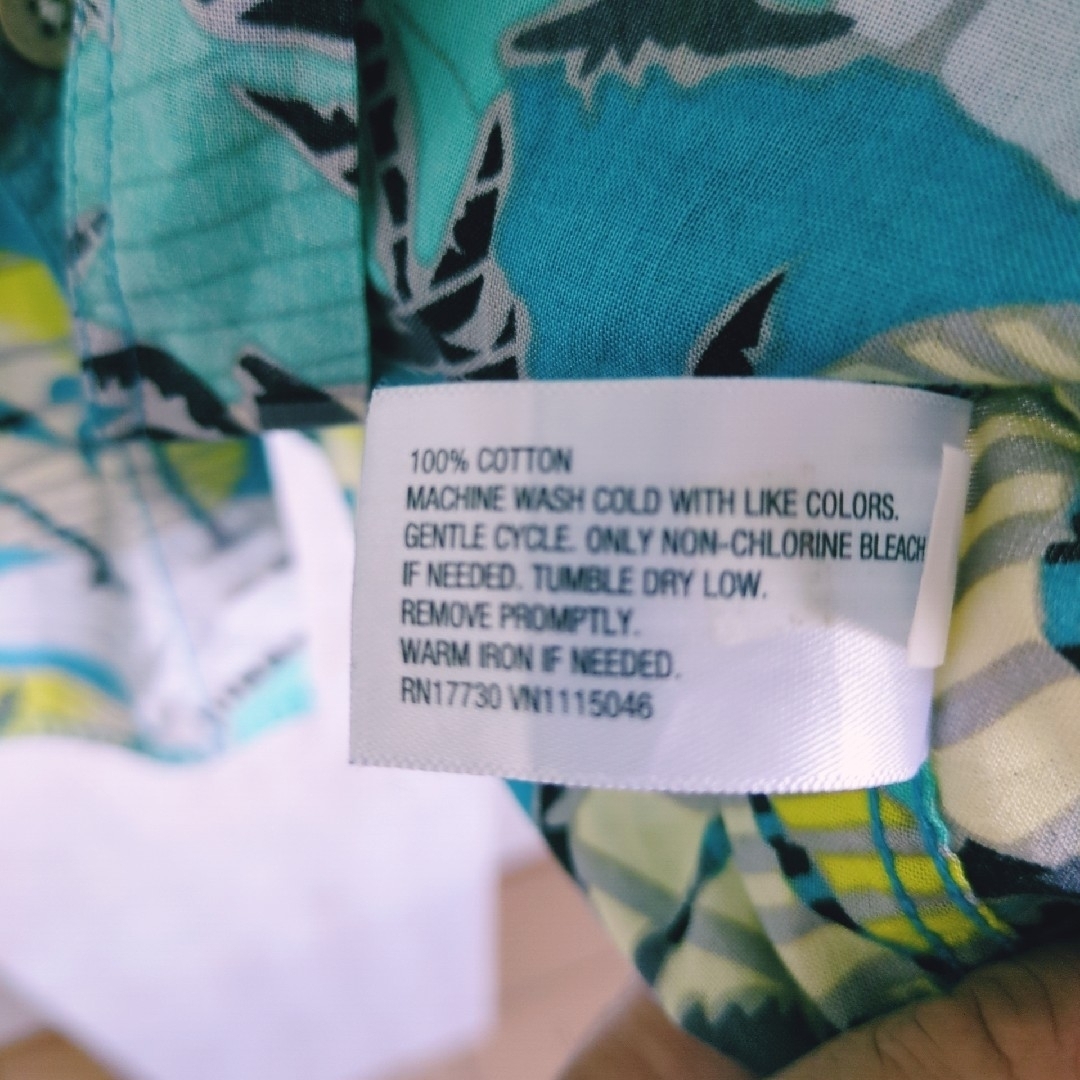 100% COTTON
MACHINE WASH COLD WITH LIKE COLORS.
GENTLE CYCLE. ONLY NON-CHLORINE BLEACH
IF NEEDED. TUMBLE DRY LOW.
REMOVE PROMPTLY.
WARM IRON IF NEEDED.
RN17730 VN1115046